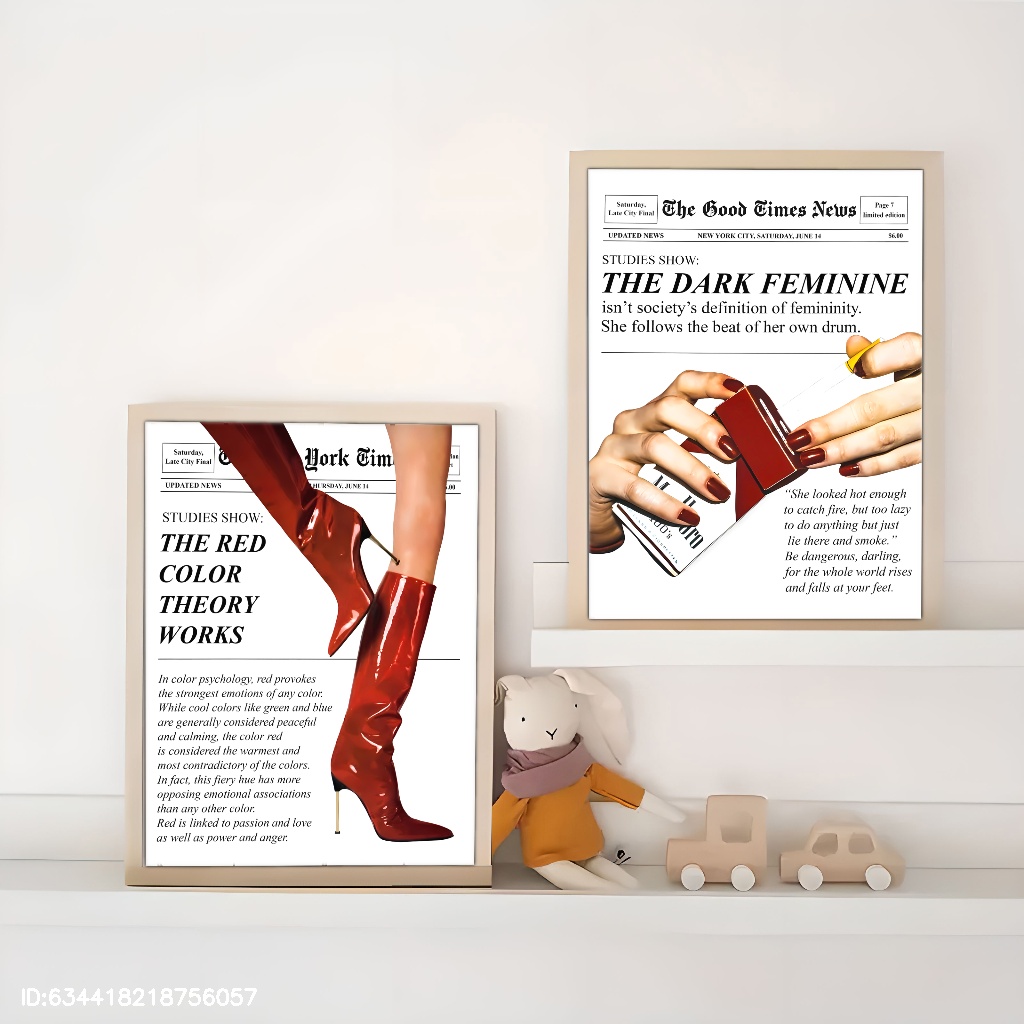 Saturday,
Late City Final
York Tim
UPDATED NEWS
HURSDAY, JUNE 14
.00
STUDIES SHOW:
THE RED
COLOR
THEORY
WORKS
In color psychology, red provokes
the strongest emotions of any color.
While cool colors like green and blue
are generally considered peaceful
and calming, the color red
is considered the warmest and
most contradictory of the colors.
In fact, this fiery hue has more
opposing emotional associations
than any other color.
Red is linked to passion and love
as well as power and anger.
Saturday,
Late City Final
The Good Times News
Page 7
limited edition
UPDATED NEWS
NEW YORK CITY, SATURDAY, JUNE 14
$6.00
STUDIES SHOW:
THE DARK FEMININE
isn't society's definition of femininity.
She follows the beat of her own drum.
100's
"She looked hot enough
to catch fire, but too lazy
to do anything but just
lie there and smoke."
Be dangerous, darling,
for the whole world rises
and falls at your feet.
ID:634418218756057